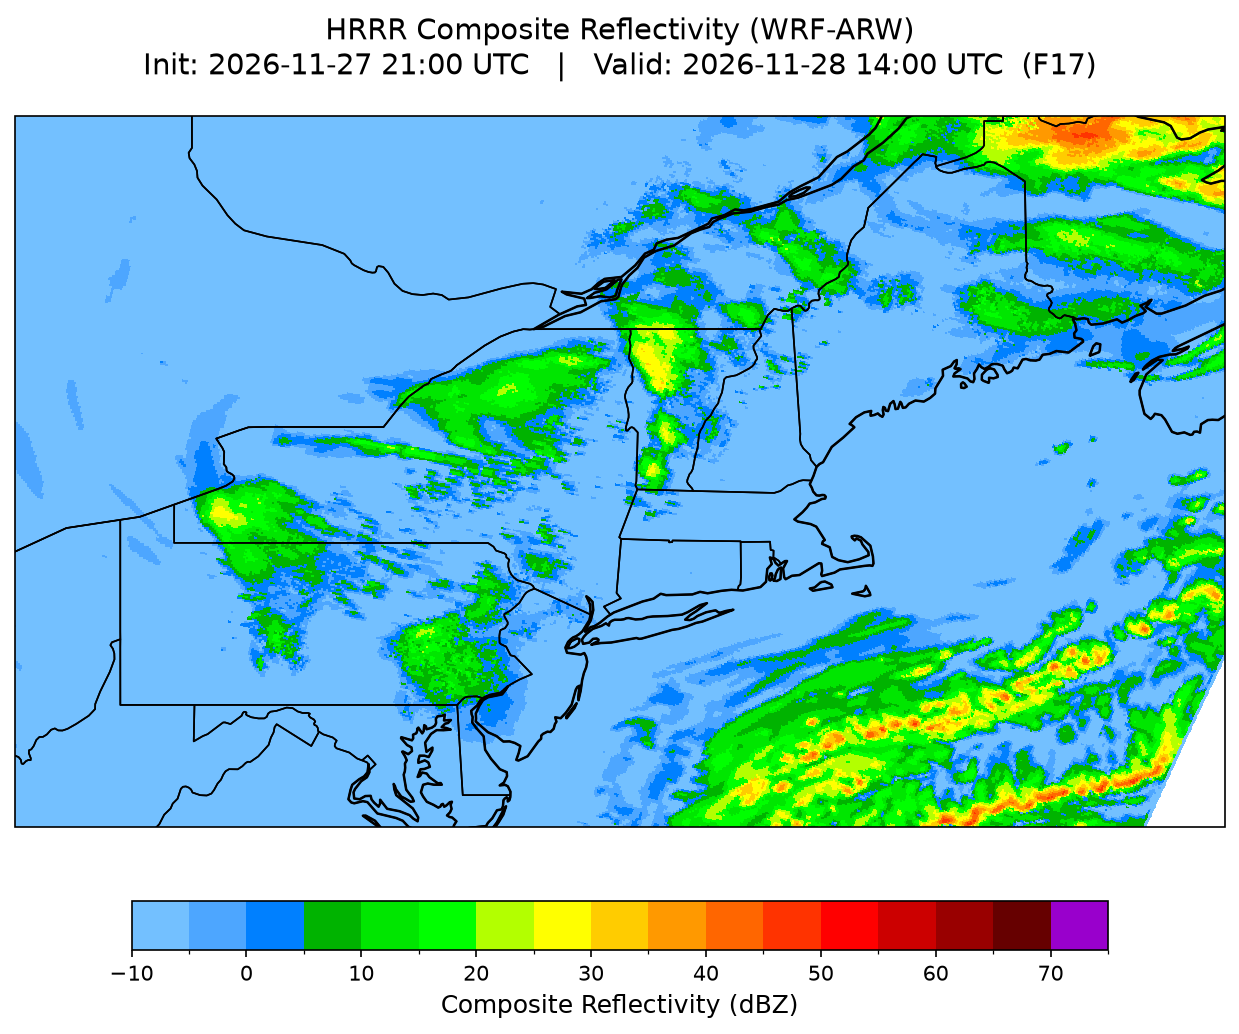 HRRR Composite Reflectivity (WRF-ARW)
Init: 2026-11-27 21:00 UTC   |   Valid: 2026-11-28 14:00 UTC  (F17)
−10 0 10 20 30 40 50 60 70
Composite Reflectivity (dBZ)